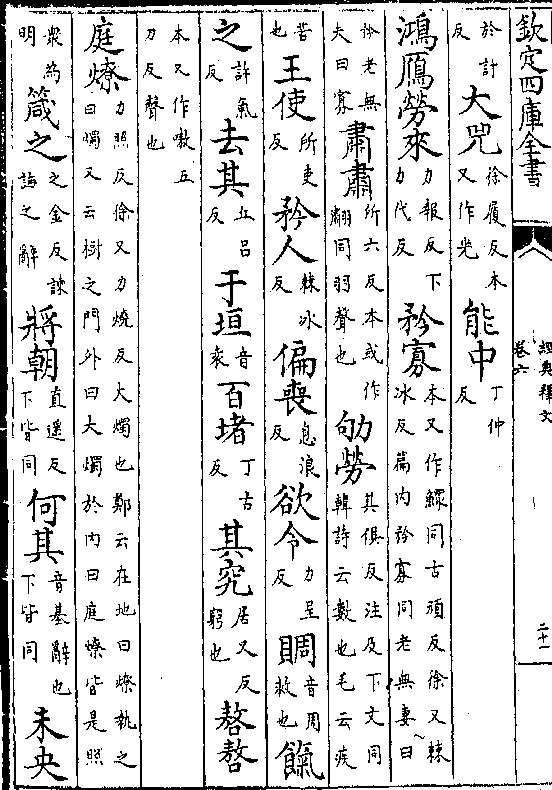 欽定四庫全書
經典釋文
卷六
二十一
於計反大兕徐履反本又作光能中丁仲反
鴻鴈勞來力報反下力代反矜寡本又作鰥同古頑反徐又棘冰反篇内矜寡同老無妻曰
矜老無夫曰寡肅肅所六反本或作翽同羽聲也劬勞其俱反注及下文同韓詩云數也毛云疾
苦也王使所吏反矜人棘冰反偏喪息浪反欲令力呈反賙音周救也餼
之許氣反去其丘吕反于垣音袁百堵丁古反其究居又反窮也嗸嗸
本又作嗷五刀反聲也
庭燎力照反徐又力燒反大燭也鄭云在地曰燎執之曰燭又云樹之門外曰大燭於内曰庭燎皆是照
衆為明箴之之金反諫誨之辭將朝直遥反下皆同何其音基辭也下皆同未央